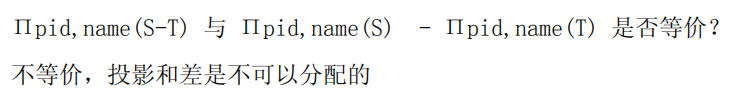 Πpid,name(S-T) 与 Πpid,name(S) - Πpid,name(T) 是否等价?
不等价，投影和差是不可以分配的